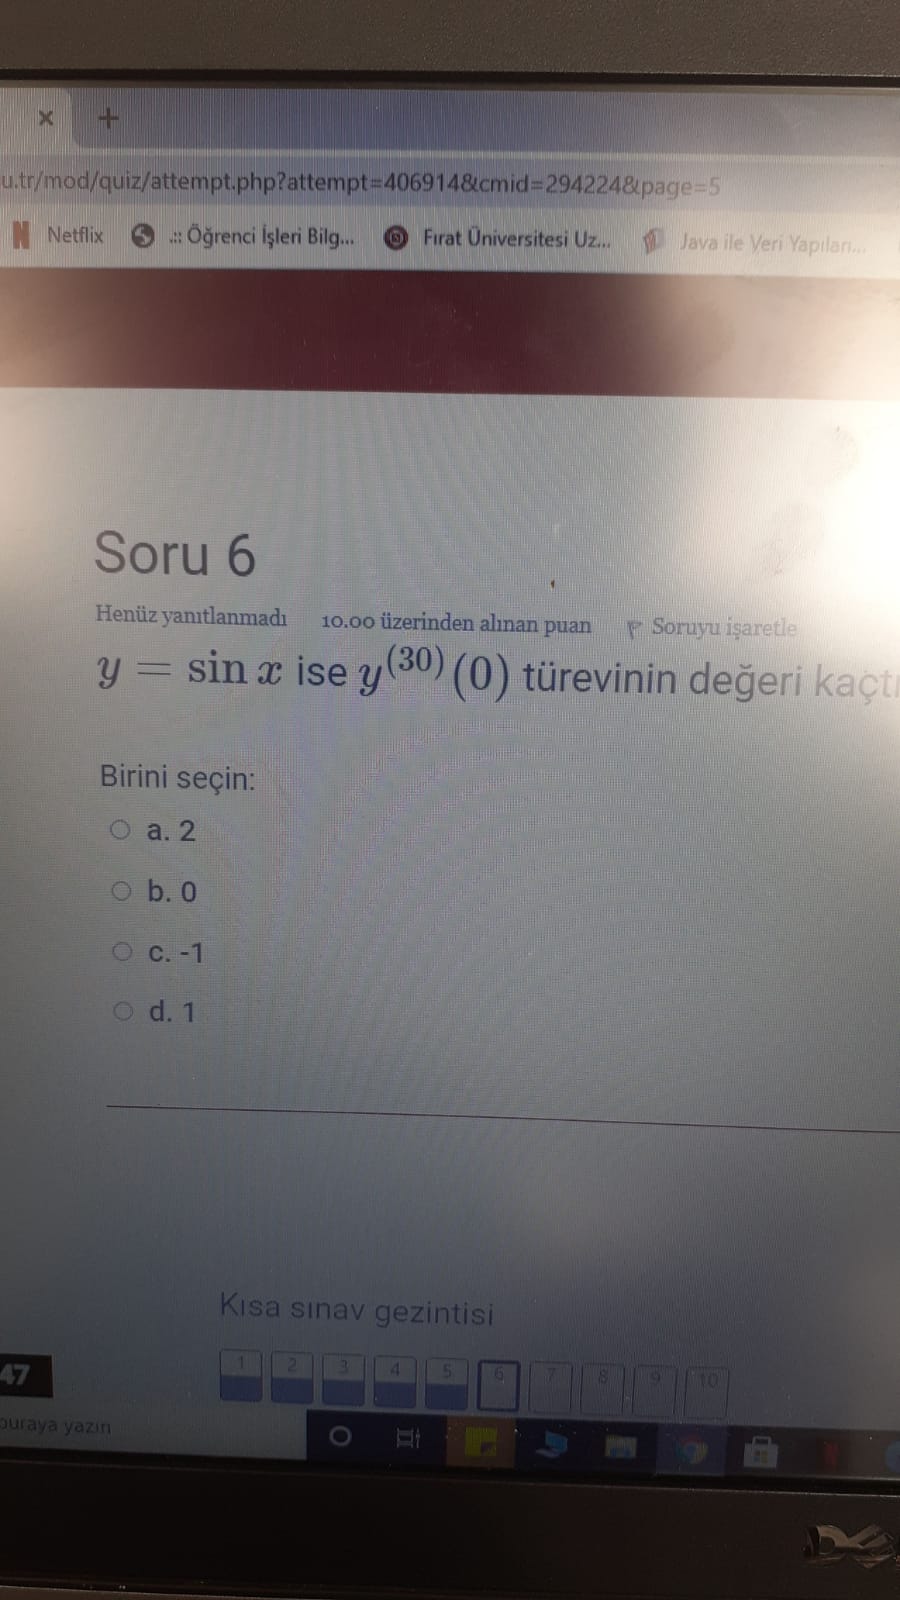 × +
u.tr/mod/quiz/attempt.php?attempt=406914&cmid=294224&page=5
N Netflix .:: Öğrenci İşleri Bilg... Fırat Üniversitesi Uz... Java ile Veri Yapıları...
Soru 6
Henüz yanıtlanmadı 10.00 üzerinden alınan puan Soruyu işaretle
y = sin x ise y^(30)(0) türevinin değeri kaçtı
Birini seçin:
a. 2
b. 0
c. -1
d. 1
Kısa sınav gezintisi
1 2 3 4 5 6 7 8 9 10
47
buraya yazın